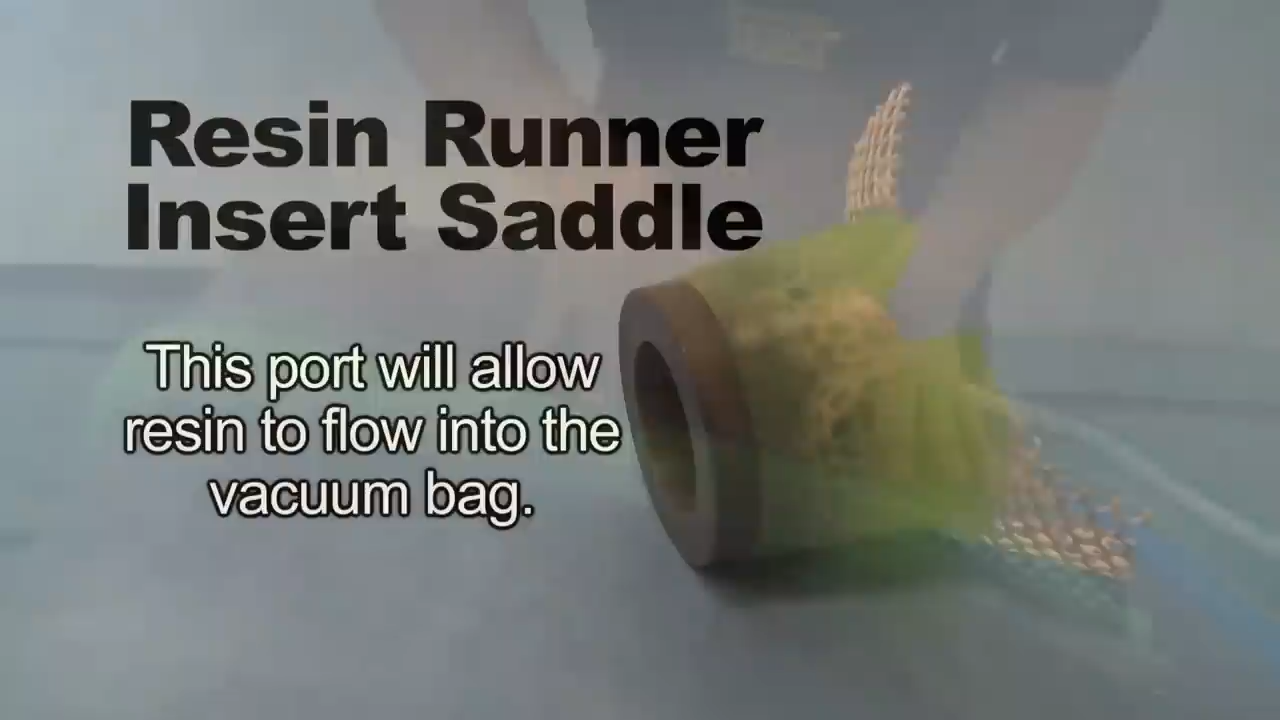 Resin Runner
Insert Saddle
This port will allow
resin to flow into the
vacuum bag.